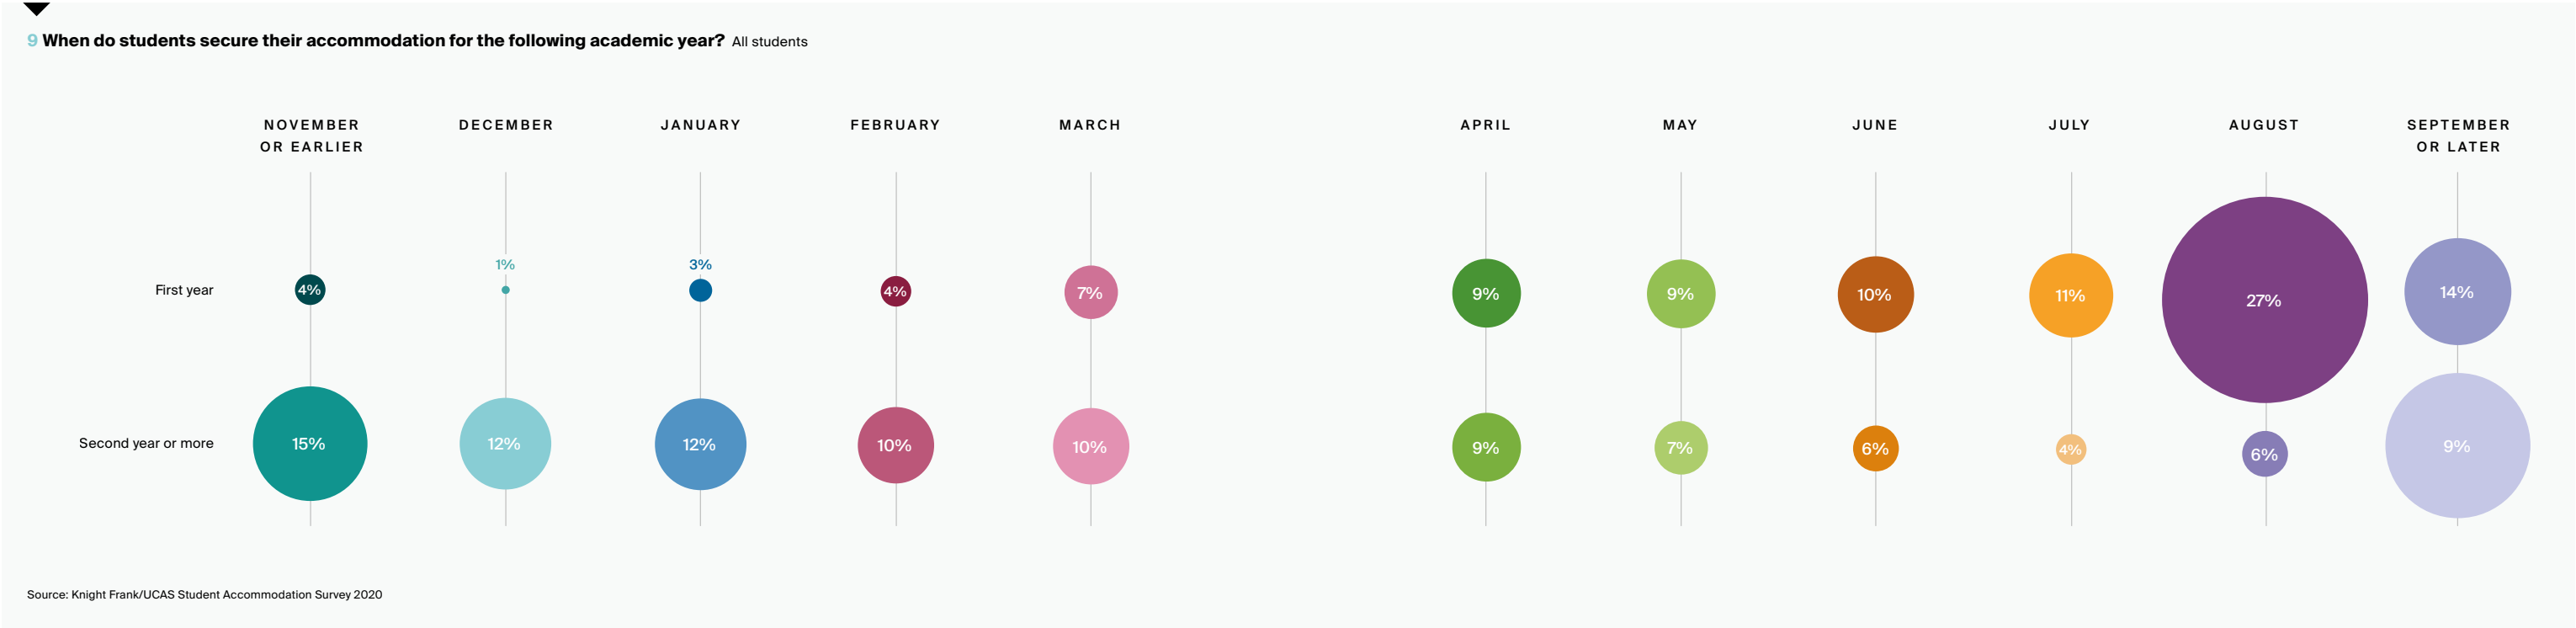 9 When do students secure their accommodation for the following academic year? All students
NOVEMBER
OR EARLIER
DECEMBER
JANUARY
FEBRUARY
MARCH
APRIL
MAY
JUNE
JULY
AUGUST
SEPTEMBER
OR LATER
First year
4%
1%
3%
4%
7%
9%
9%
10%
11%
27%
14%
Second year or more
15%
12%
12%
10%
10%
9%
7%
6%
4%
6%
9%
Source: Knight Frank/UCAS Student Accommodation Survey 2020